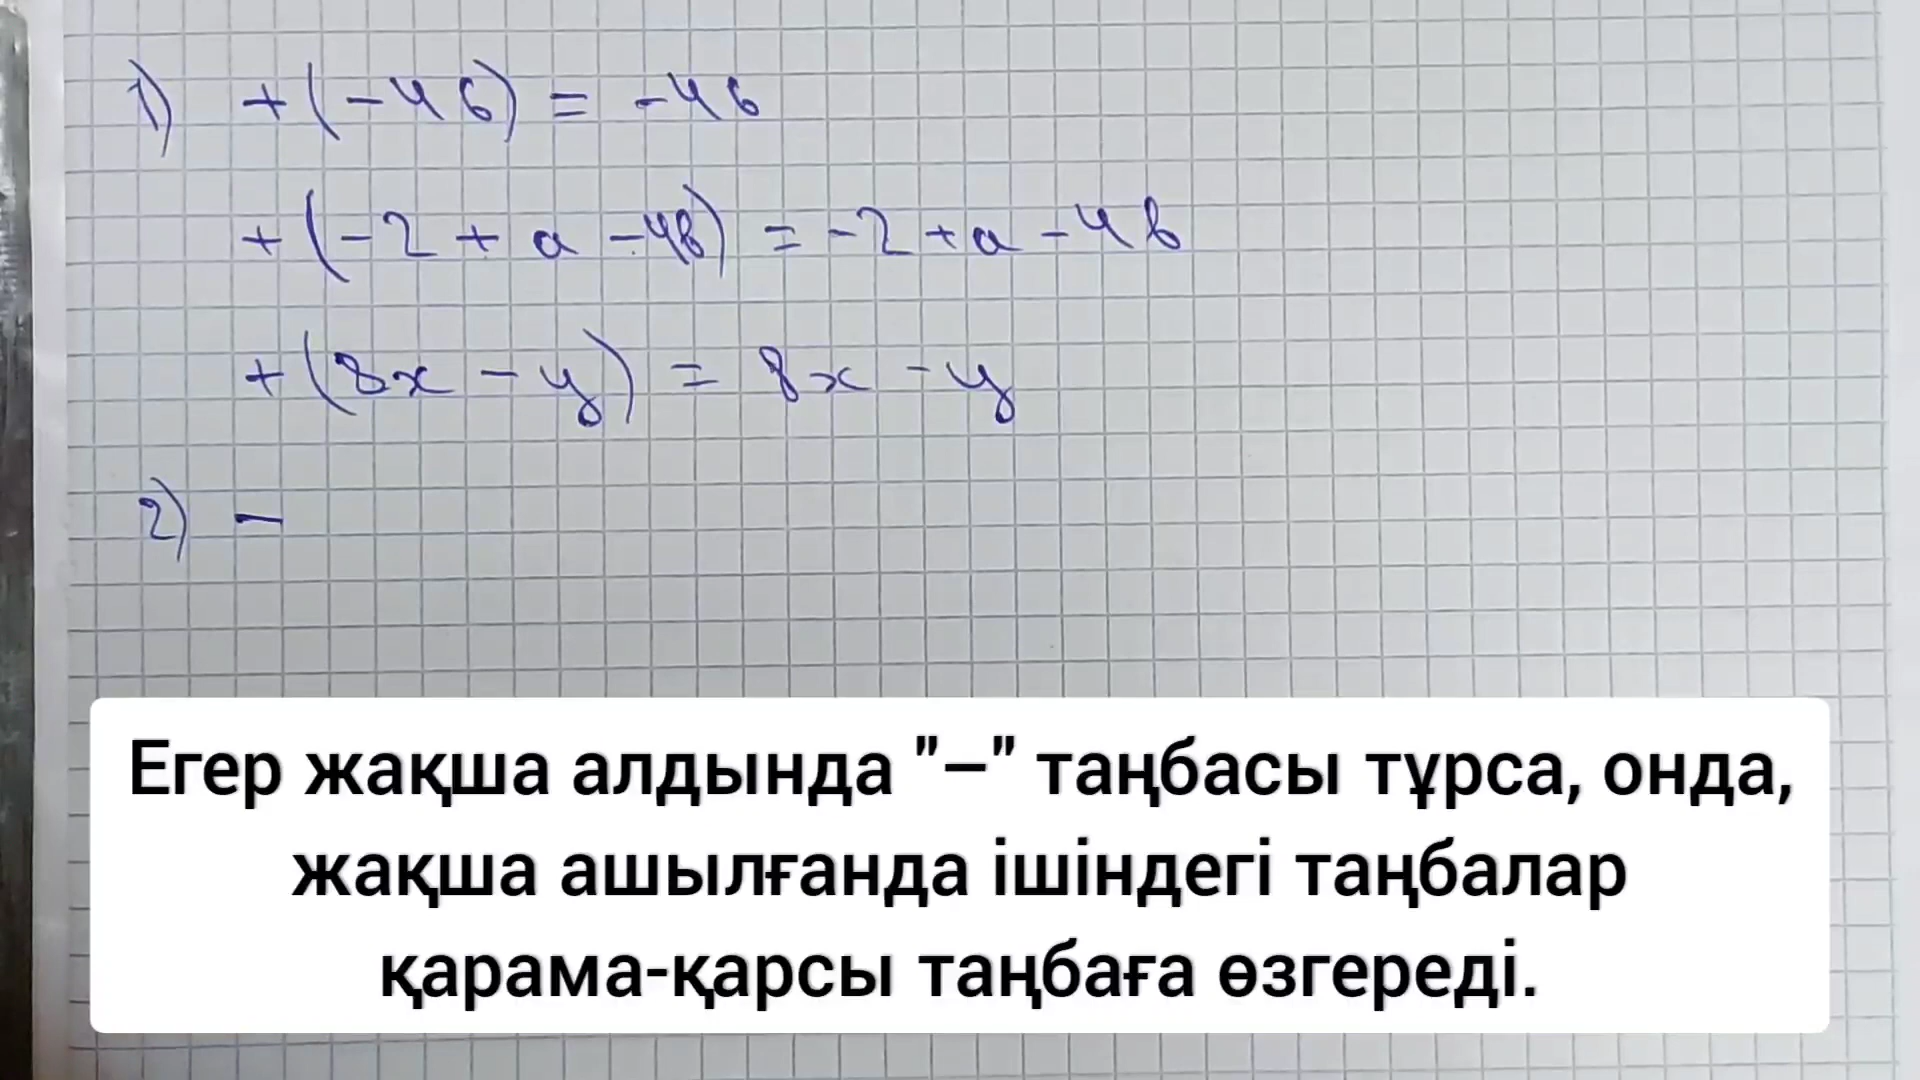 1) + (-4b) = -4b
+ (-2 + a - 4b) = -2 + a - 4b
+ (8x - y) = 8x - y
2) -
Егер жақша алдында "–" таңбасы тұрса, онда,
жақша ашылғанда ішіндегі таңбалар
қарама-қарсы таңбаға өзгереді.